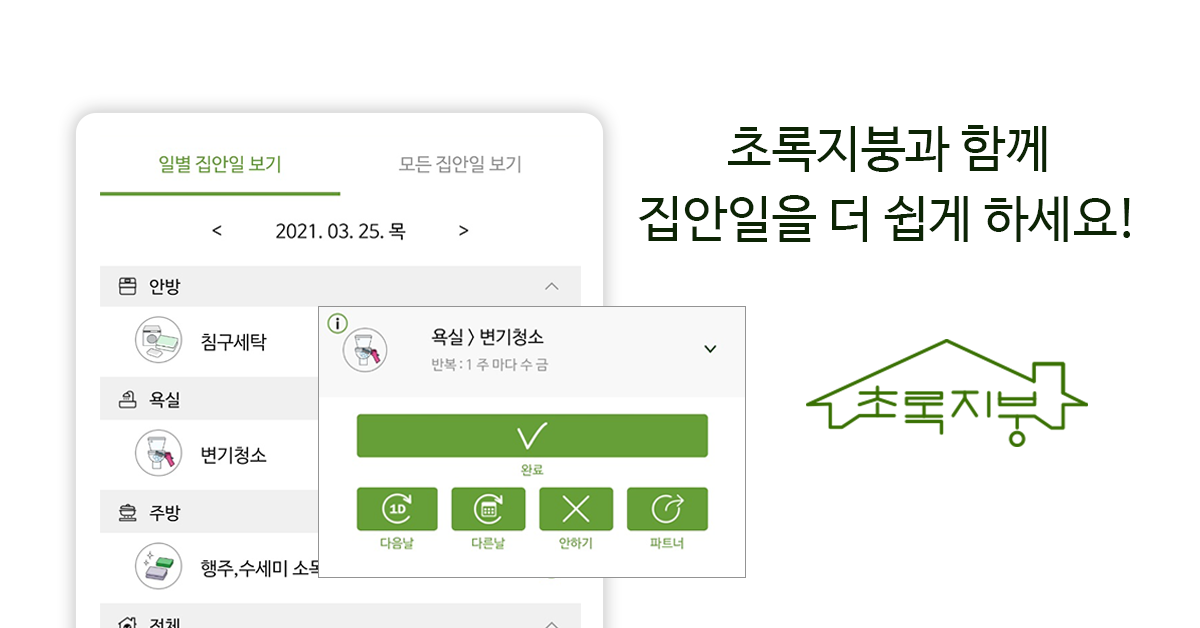 일별 집안일 보기 모든 집안일 보기
< 2021. 03. 25. 목 >
안방
침구세탁
욕실
변기청소
주방
행주,수세미 소
전체
i
욕실 > 변기청소
반복 : 1 주 마다 수 금
완료
1D
다음날 다른날 안하기 파트너
초록지붕과 함께
집안일을 더 쉽게 하세요!
초록지붕